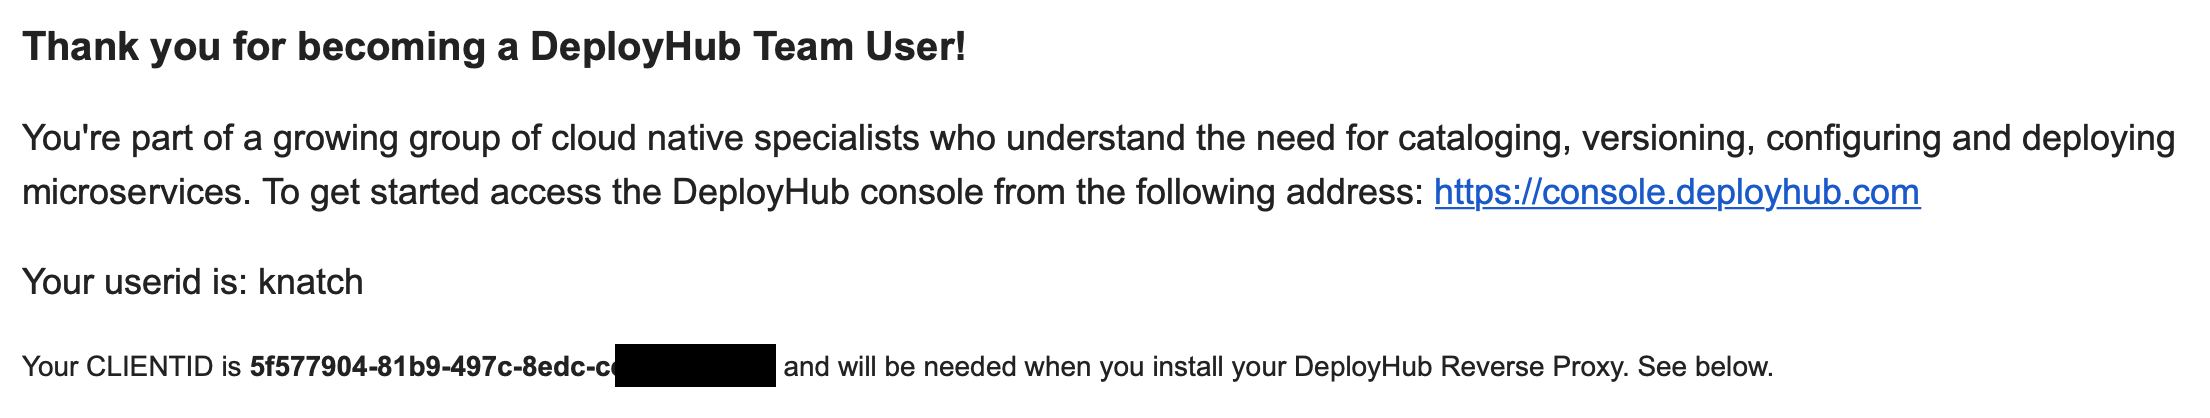 Thank you for becoming a DeployHub Team User!
You're part of a growing group of cloud native specialists who understand the need for cataloging, versioning, configuring and deploying
microservices. To get started access the DeployHub console from the following address: https://console.deployhub.com
Your userid is: knatch
Your CLIENTID is 5f577904-81b9-497c-8edc-c and will be needed when you install your DeployHub Reverse Proxy. See below.